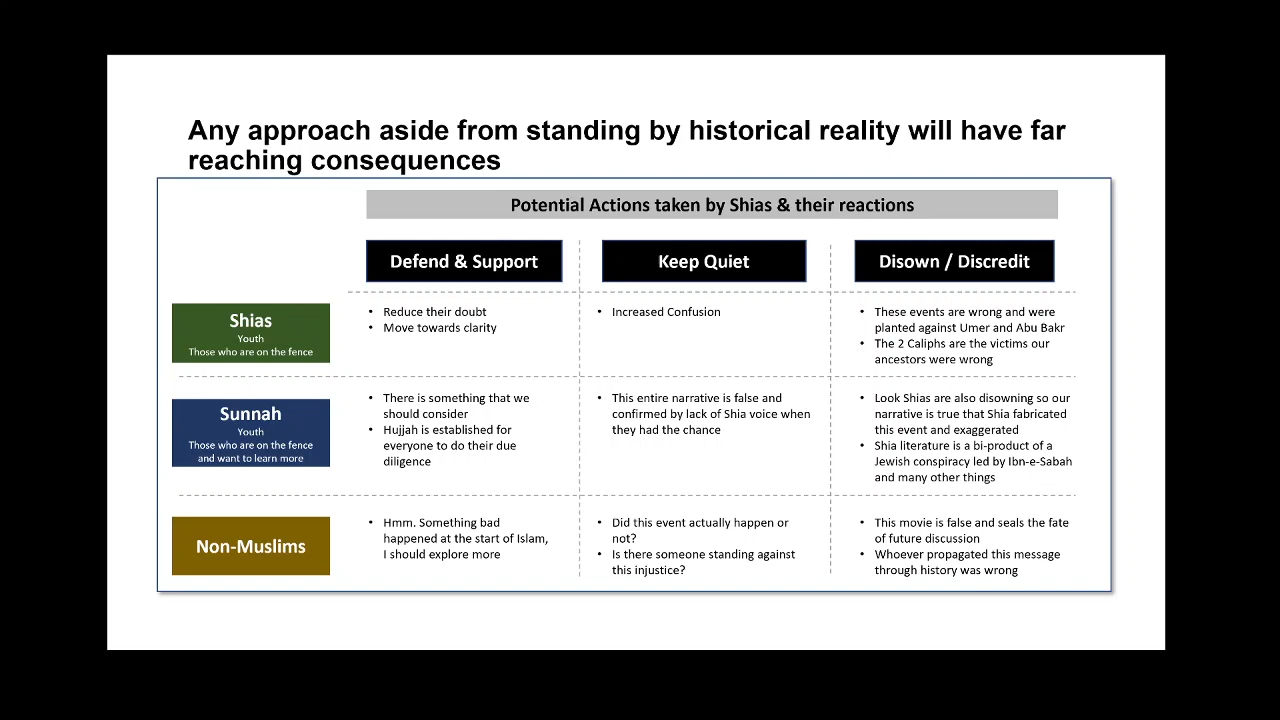 Any approach aside from standing by historical reality will have far
reaching consequences
Potential Actions taken by Shias & their reactions
Defend & Support
Keep Quiet
Disown / Discredit
Shias
Youth
Those who are on the fence
• Reduce their doubt
• Move towards clarity
• Increased Confusion
• These events are wrong and were
planted against Umer and Abu Bakr
• The 2 Caliphs are the victims our
ancestors were wrong
Sunnah
Youth
Those who are on the fence
and want to learn more
• There is something that we
should consider
• Hujjah is established for
everyone to do their due
diligence
• This entire narrative is false and
confirmed by lack of Shia voice when
they had the chance
• Look Shias are also disowning so our
narrative is true that Shia fabricated
this event and exaggerated
• Shia literature is a bi-product of a
Jewish conspiracy led by Ibn-e-Sabah
and many other things
Non-Muslims
• Hmm. Something bad
happened at the start of Islam,
I should explore more
• Did this event actually happen or
not?
• Is there someone standing against
this injustice?
• This movie is false and seals the fate
of future discussion
• Whoever propagated this message
through history was wrong